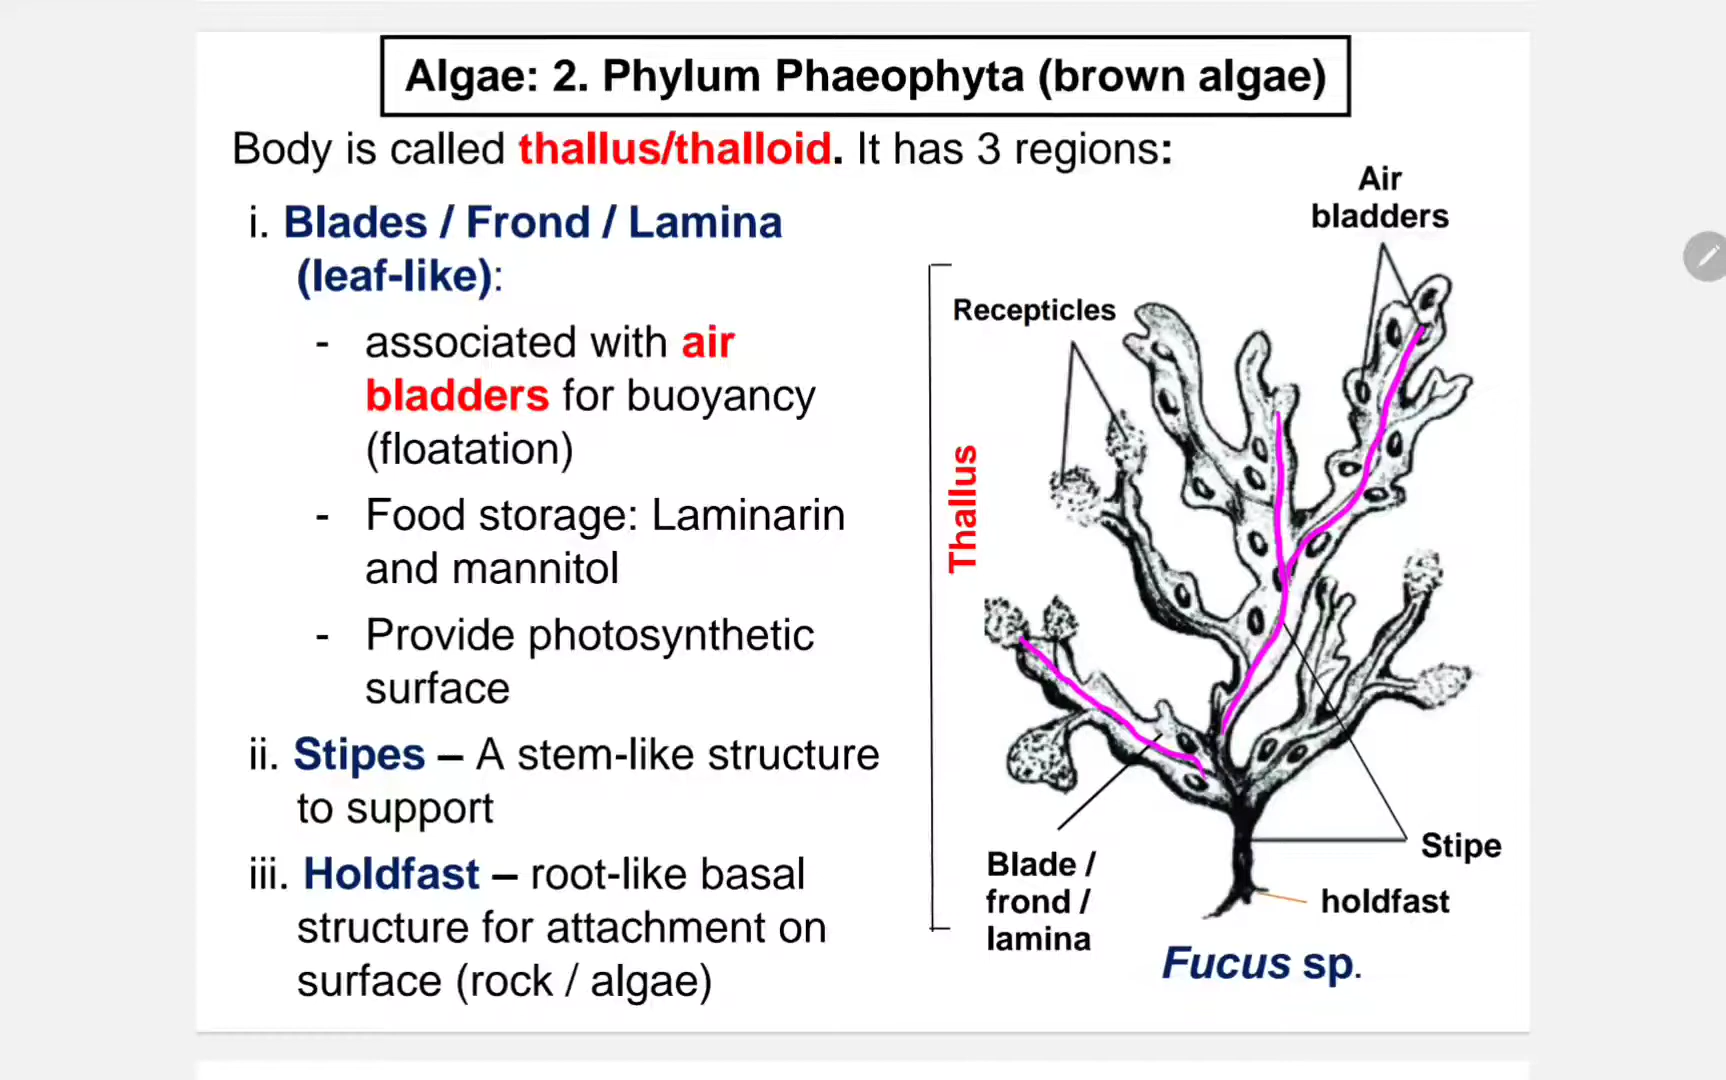 Algae: 2. Phylum Phaeophyta (brown algae)
Body is called thallus/thalloid. It has 3 regions:
i. Blades / Frond / Lamina
(leaf-like):
- associated with air
bladders for buoyancy
(floatation)
- Food storage: Laminarin
and mannitol
- Provide photosynthetic
surface
ii. Stipes – A stem-like structure
to support
iii. Holdfast – root-like basal
structure for attachment on
surface (rock / algae)
Air
bladders
Recepticles
Thallus
Blade /
frond /
lamina
Stipe
holdfast
Fucus sp.